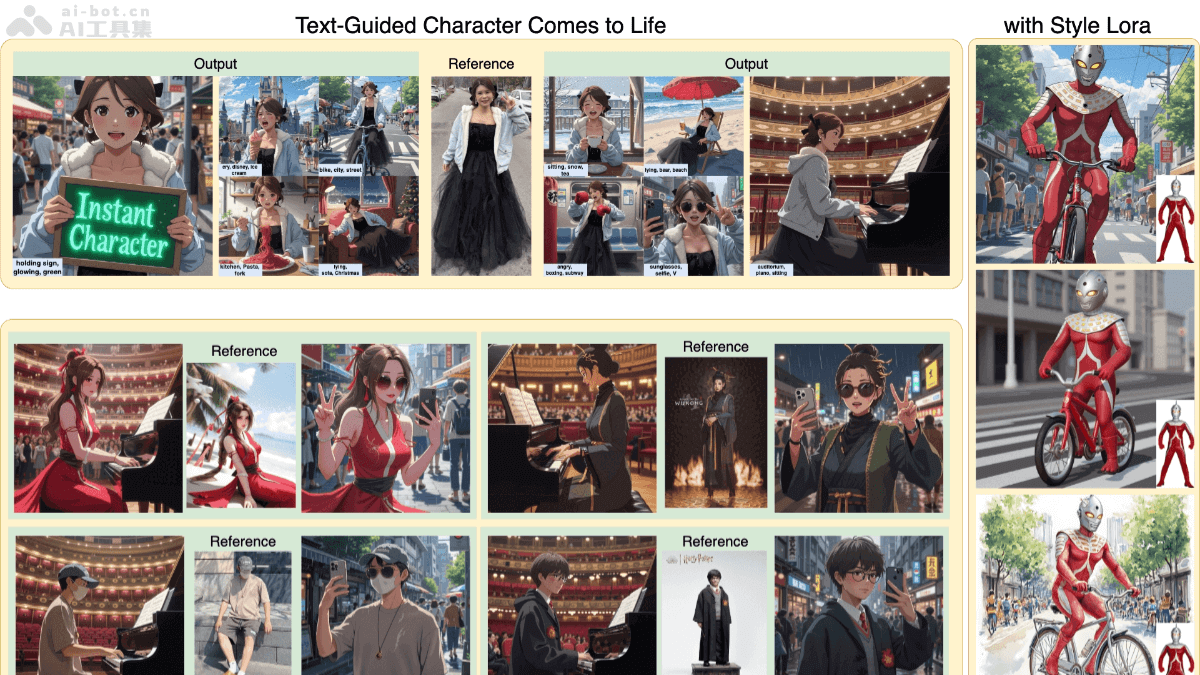 ai-bot.cn
AI工具集
Text-Guided Character Comes to Life
with Style Lora
Output
Reference
Output
Instant
Character
holding sign,
glowing, green
cry, disney, ice
cream
bike, city, street
kitchen, Pasta,
fork
lying,
sofa, Christmas
sitting, snow,
tea
lying, bear, beach
angry,
boxing, subway
sunglasses,
selfie, V
auditorium,
piano, sitting
Reference
Reference
WUKONG
Reference
Reference